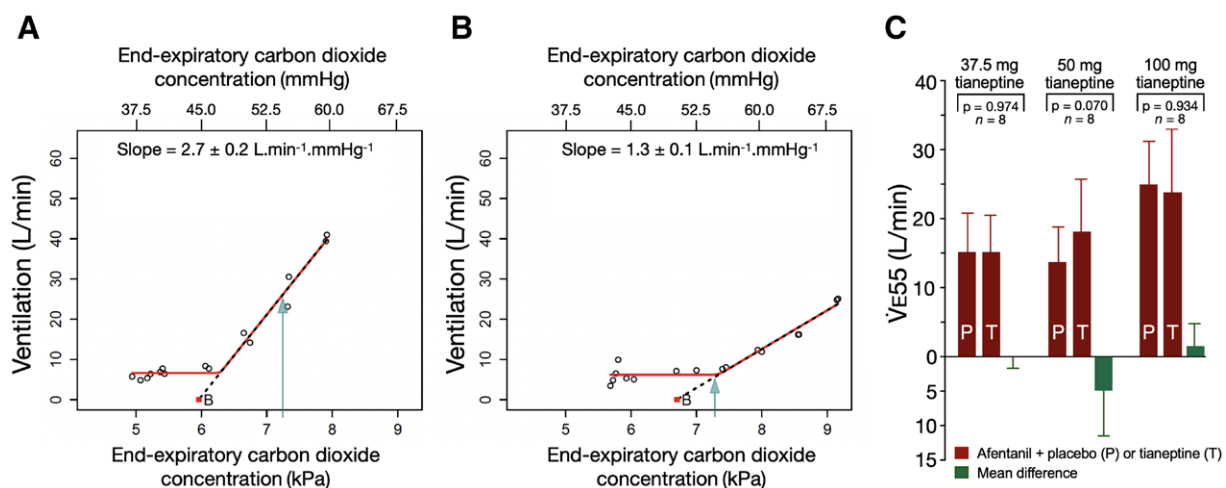 A
End-expiratory carbon dioxide
concentration (mmHg)
37.5 45.0 52.5 60.0 67.5
Slope = 2.7 ± 0.2 L.min⁻¹.mmHg⁻¹
Ventilation (L/min)
60
50
40
30
20
10
0
B
5 6 7 8 9
End-expiratory carbon dioxide
concentration (kPa)
B
End-expiratory carbon dioxide
concentration (mmHg)
37.5 45.0 52.5 60.0 67.5
Slope = 1.3 ± 0.1 L.min⁻¹.mmHg⁻¹
Ventilation (L/min)
60
50
40
30
20
10
0
B
5 6 7 8 9
End-expiratory carbon dioxide
concentration (kPa)
C
37.5 mg
tianeptine
p = 0.974
n = 8
50 mg
tianeptine
p = 0.070
n = 8
100 mg
tianeptine
p = 0.934
n = 8
V̇E55 (L/min)
40
30
20
10
0
5
10
15
P T P T P T
Afentanil + placebo (P) or tianeptine (T)
Mean difference